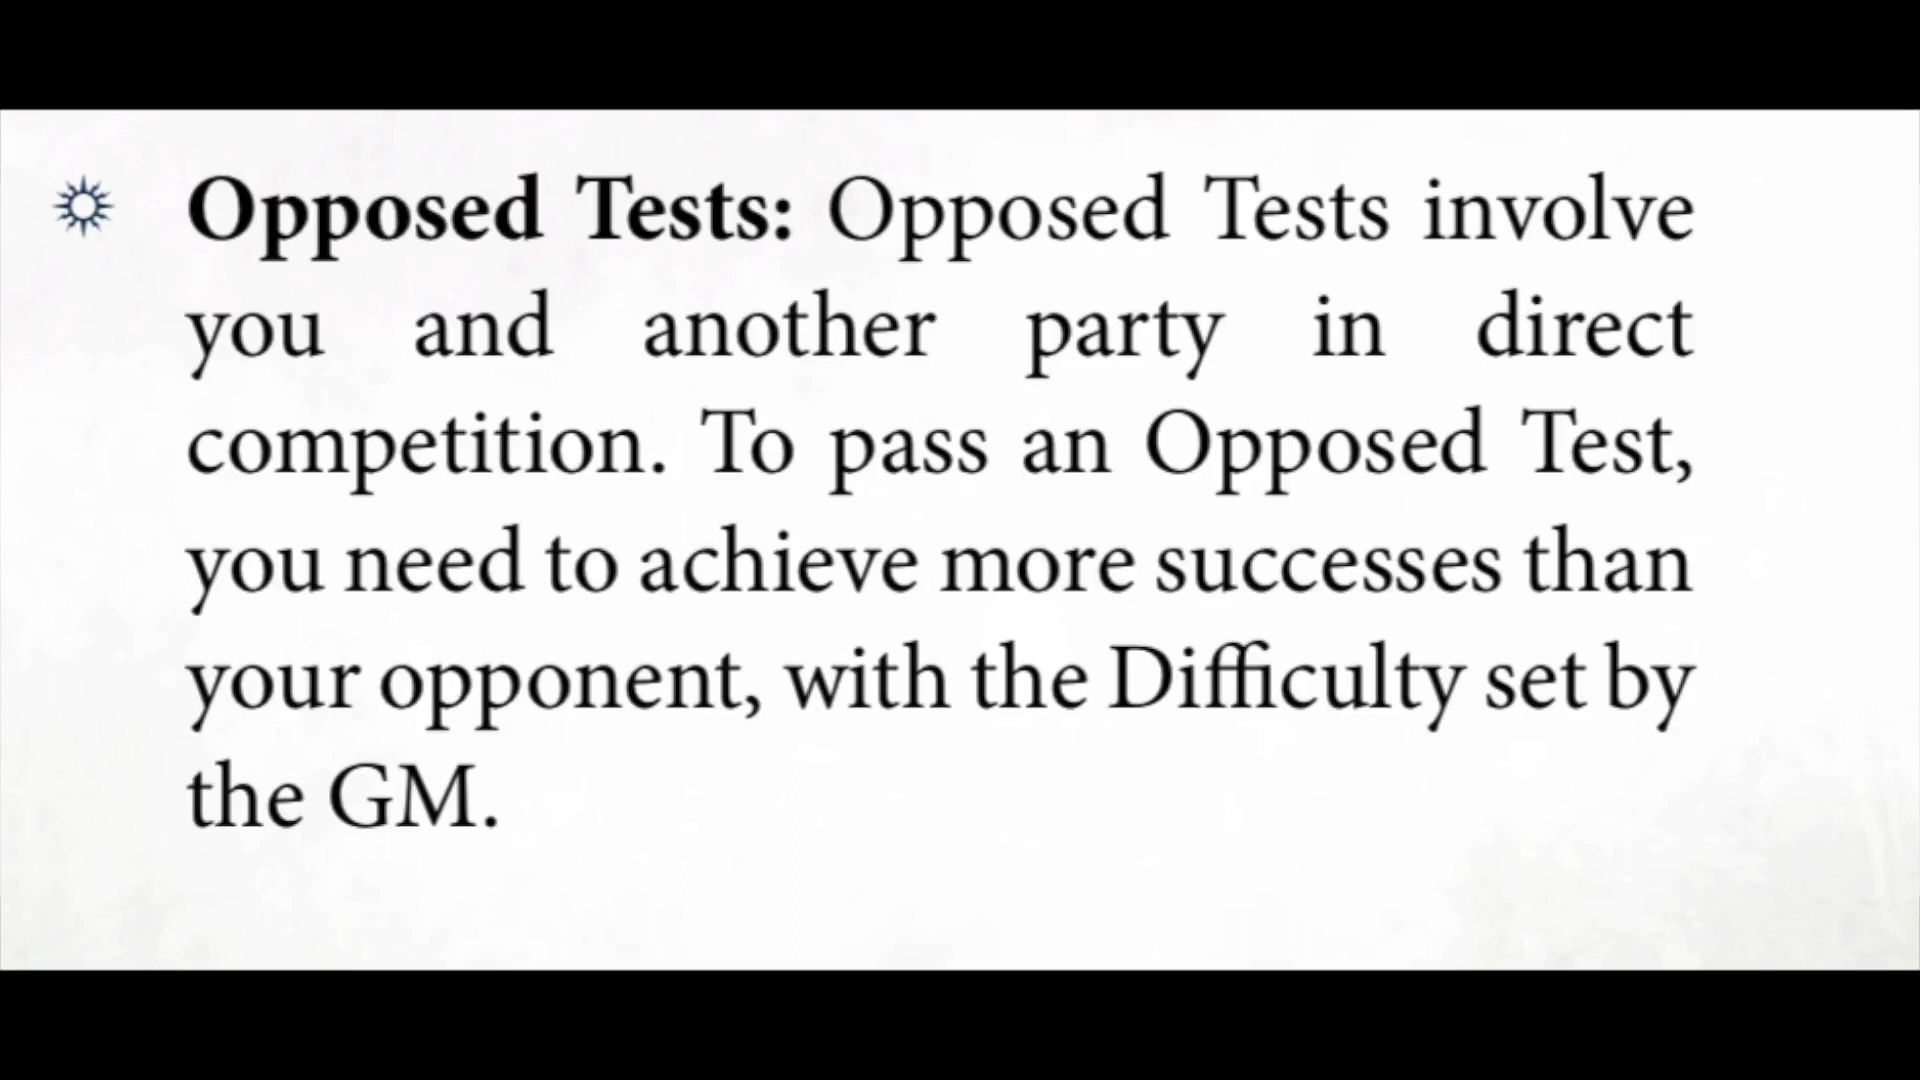 Opposed Tests: Opposed Tests involve
you and another party in direct
competition. To pass an Opposed Test,
you need to achieve more successes than
your opponent, with the Difficulty set by
the GM.